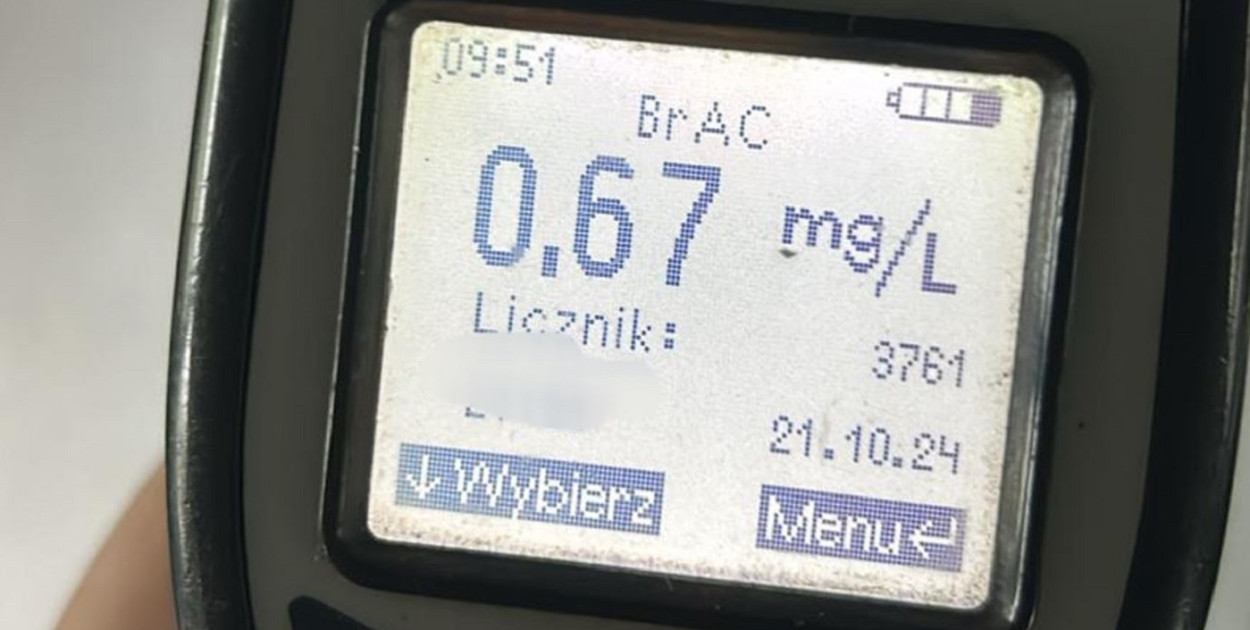 09:51
BrAC
0.67 mg/L
Licznik:
3761
21.10.24
↓ Wybierz Menu ↵